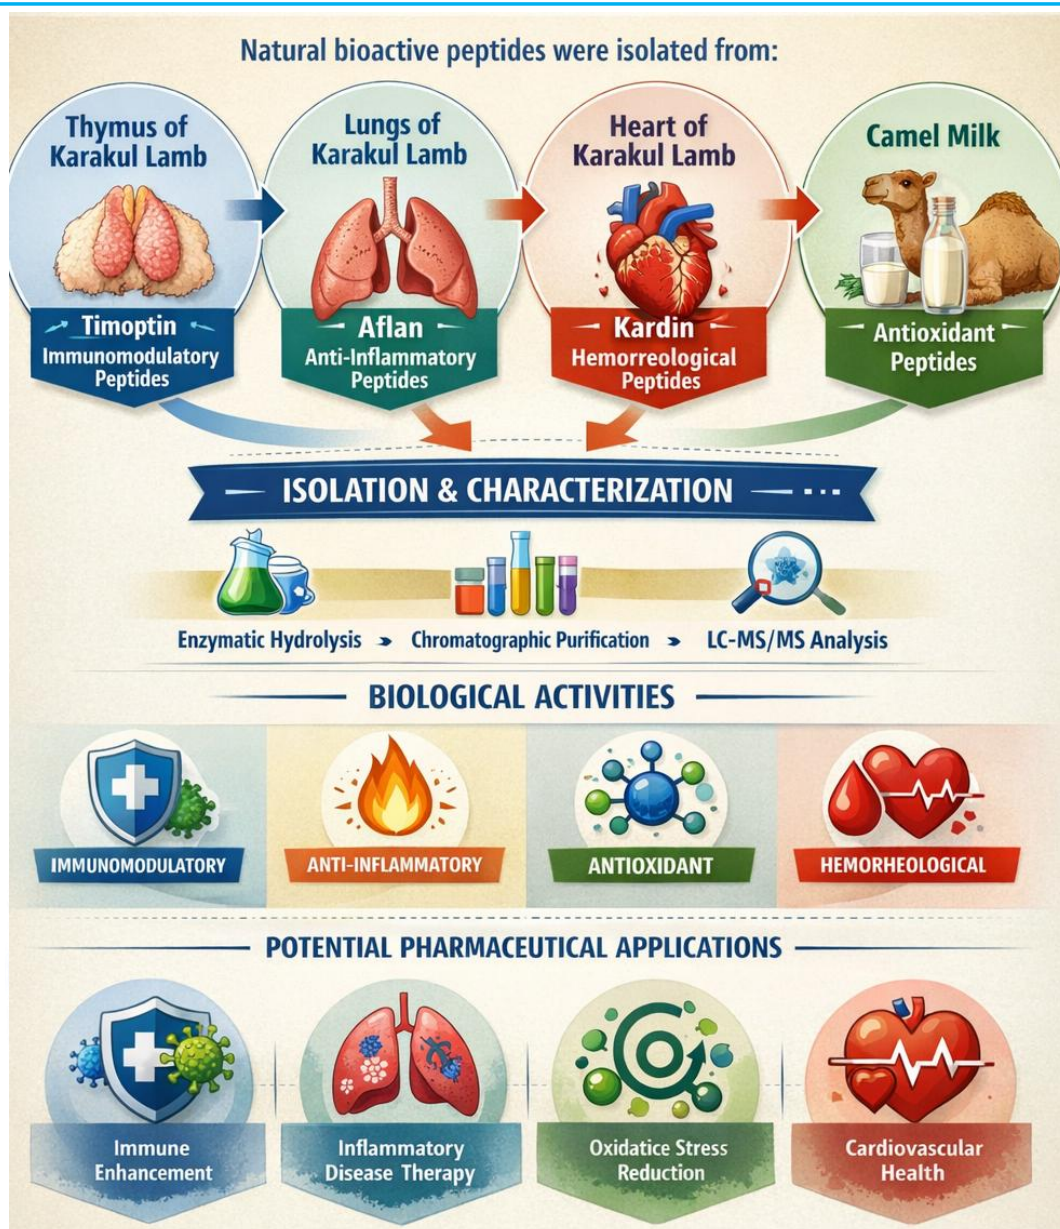 Natural bioactive peptides were isolated from:
Thymus of
Karakul Lamb
Timoptin
Immunomodulatory
Peptides
Lungs of
Karakul Lamb
Aflan
Anti-Inflammatory
Peptides
Heart of
Karakul Lamb
Kardin
Hemorreological
Peptides
Camel Milk
Antioxidant
Peptides
ISOLATION & CHARACTERIZATION
Enzymatic Hydrolysis > Chromatographic Purification > LC-MS/MS Analysis
BIOLOGICAL ACTIVITIES
IMMUNOMODULATORY
ANTI-INFLAMMATORY
ANTIOXIDANT
HEMORHEOLOGICAL
POTENTIAL PHARMACEUTICAL APPLICATIONS
Immune
Enhancement
Inflammatory
Disease Therapy
Oxidatice Stress
Reduction
Cardiovascular
Health